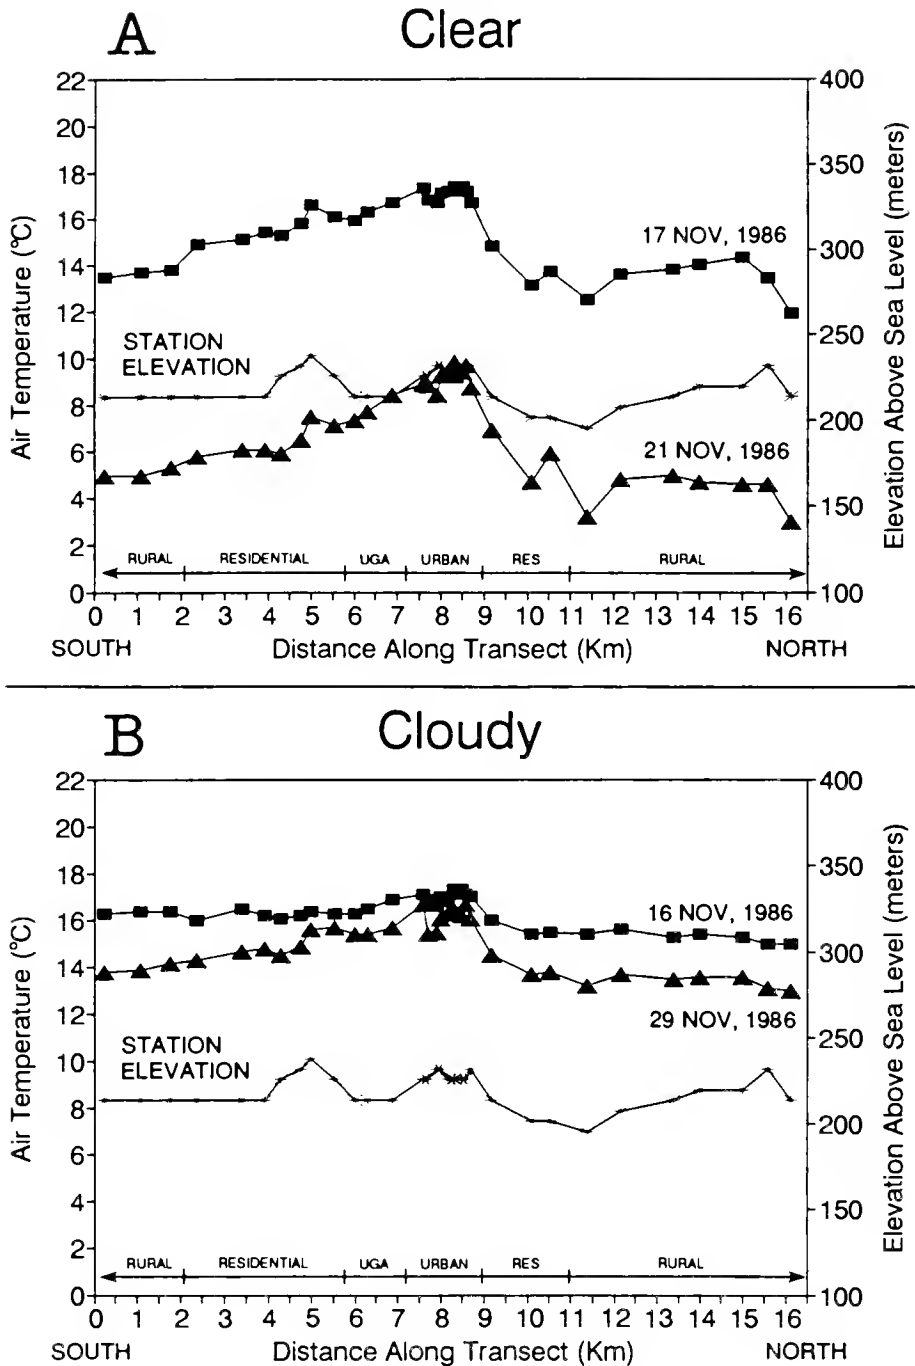 A Clear
22
20
18
16
14
12
10
8
6
4
2
0
Air Temperature (°C)
400
350
300
250
200
150
100
Elevation Above Sea Level (meters)
17 NOV, 1986
STATION
ELEVATION
21 NOV, 1986
RURAL RESIDENTIAL UGA URBAN RES RURAL
0 1 2 3 4 5 6 7 8 9 10 11 12 13 14 15 16
SOUTH Distance Along Transect (Km) NORTH
B Cloudy
22
20
18
16
14
12
10
8
6
4
2
0
Air Temperature (°C)
400
350
300
250
200
150
100
Elevation Above Sea Level (meters)
16 NOV, 1986
29 NOV, 1986
STATION
ELEVATION
RURAL RESIDENTIAL UGA URBAN RES RURAL
0 1 2 3 4 5 6 7 8 9 10 11 12 13 14 15 16
SOUTH Distance Along Transect (Km) NORTH